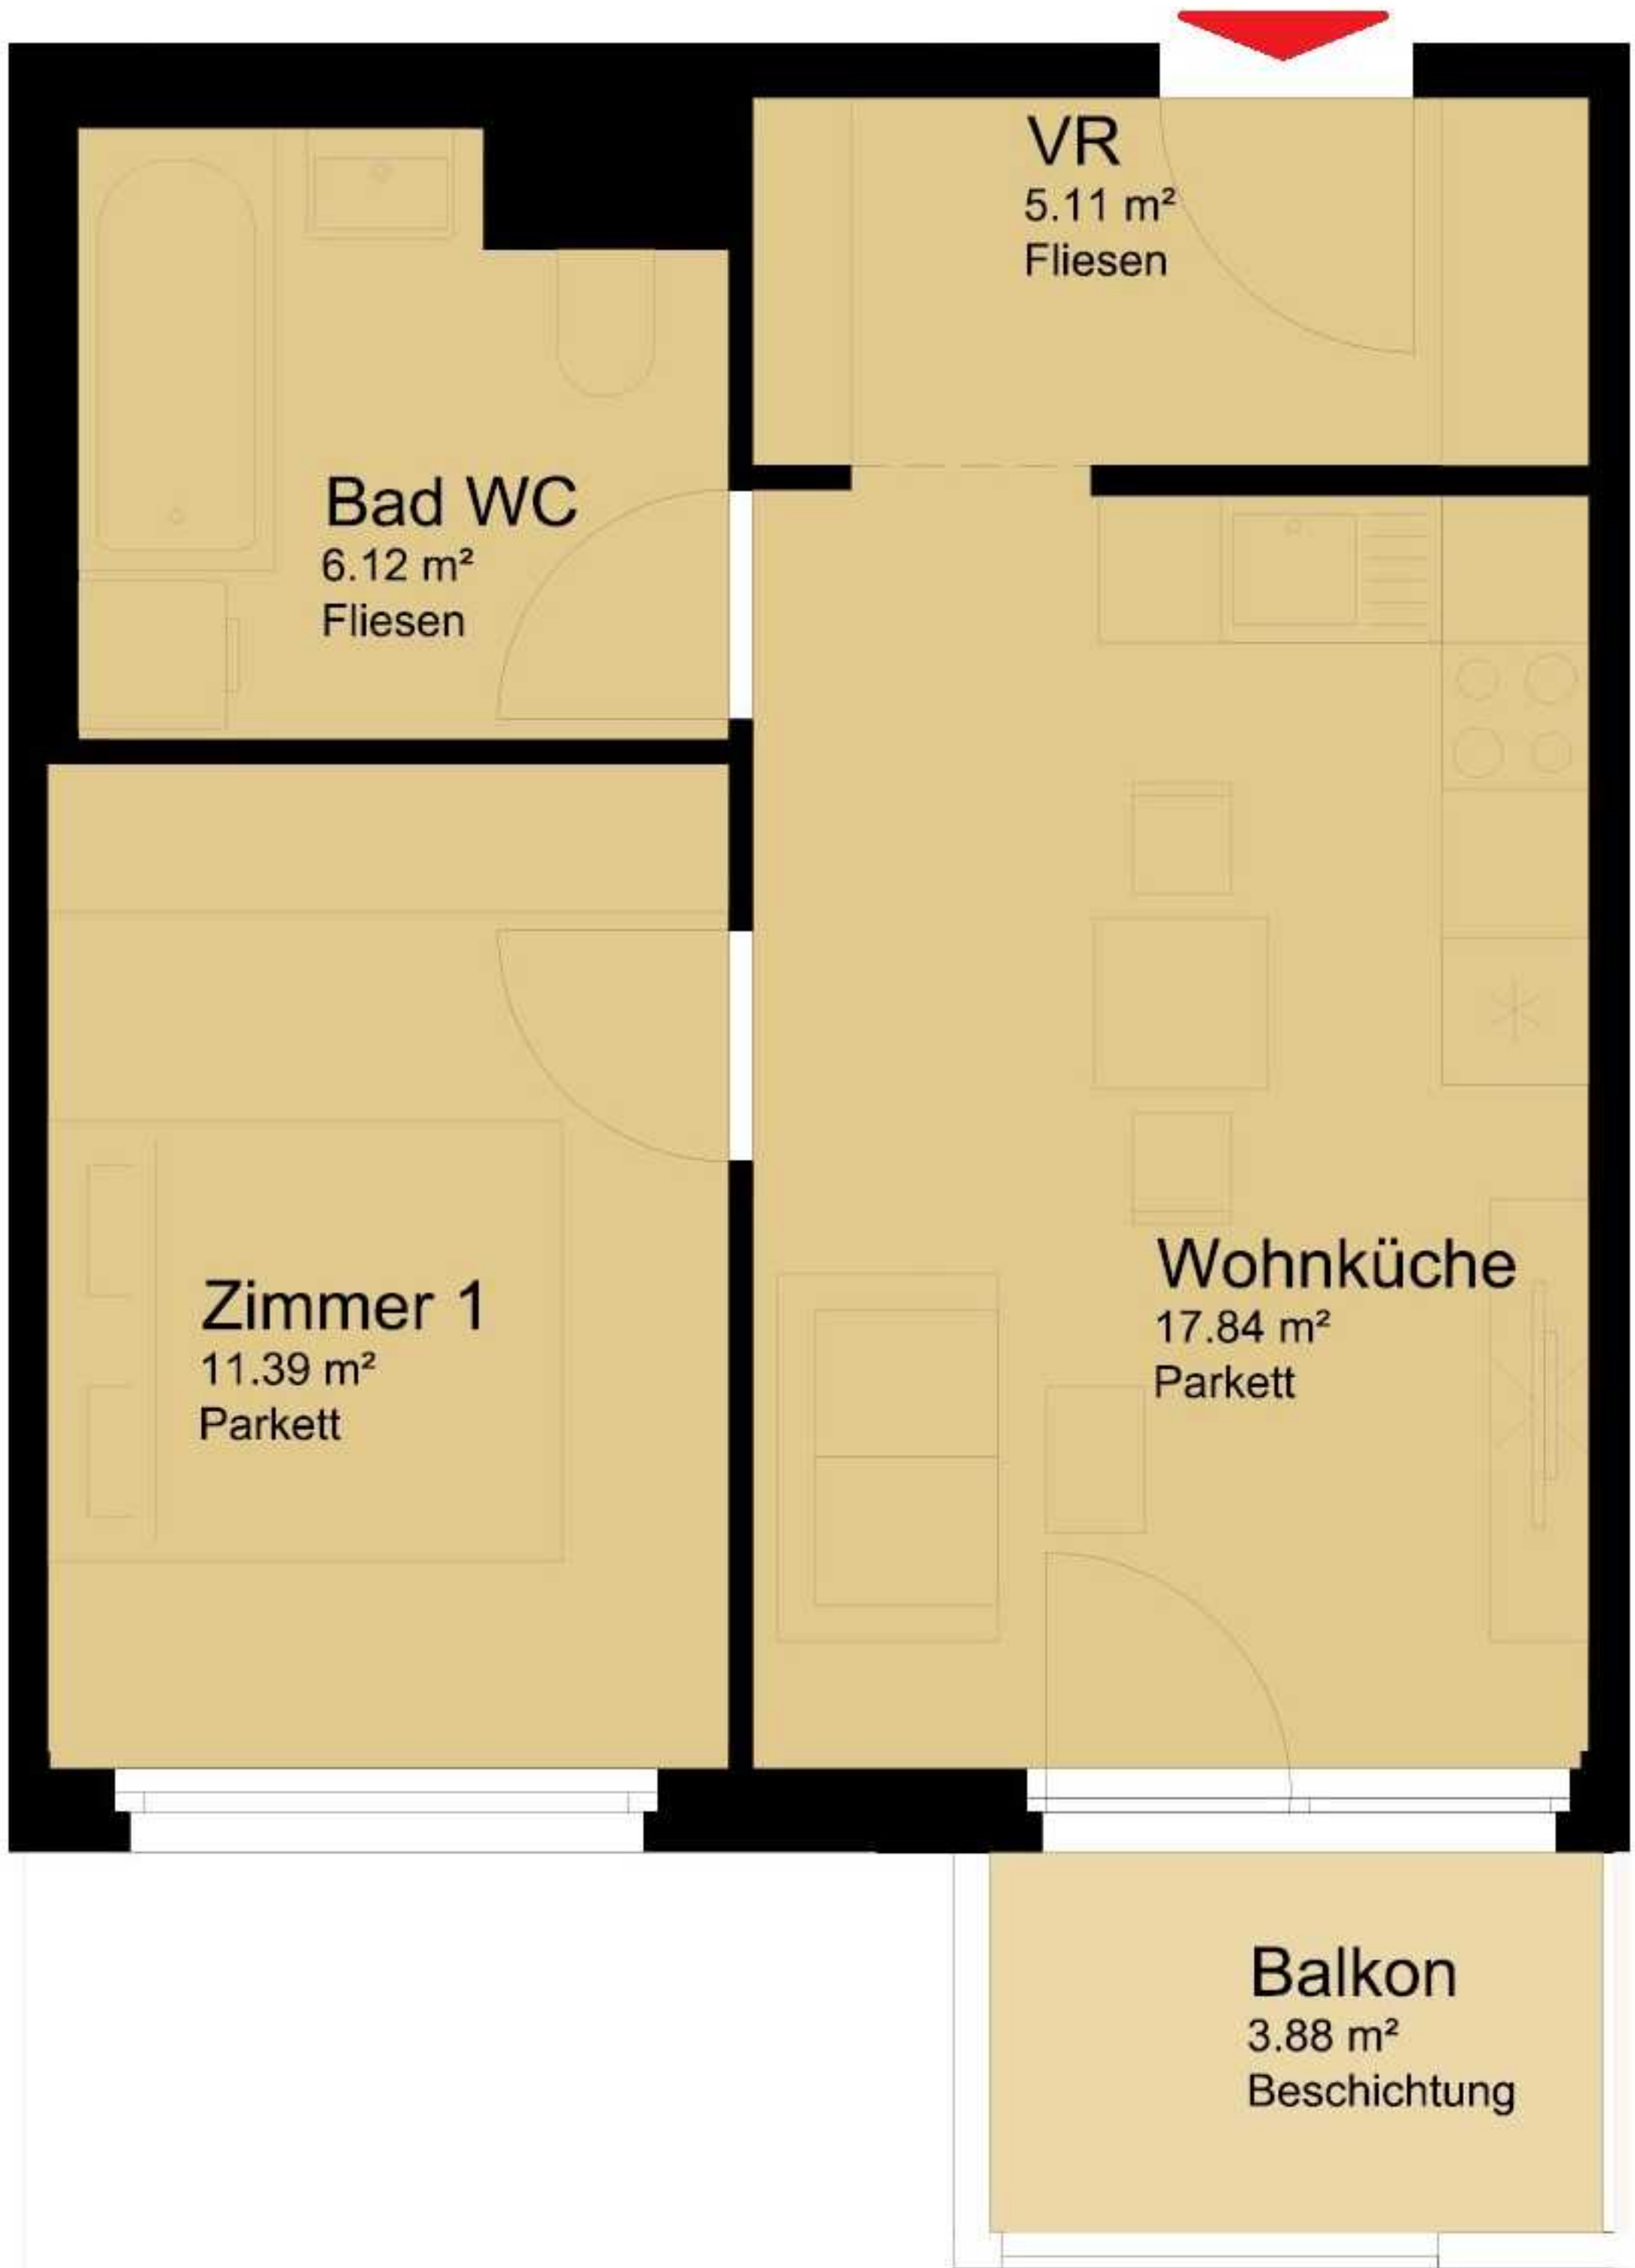 VR
5.11 m²
Fliesen
Bad WC
6.12 m²
Fliesen
Wohnküche
17.84 m²
Parkett
Zimmer 1
11.39 m²
Parkett
Balkon
3.88 m²
Beschichtung